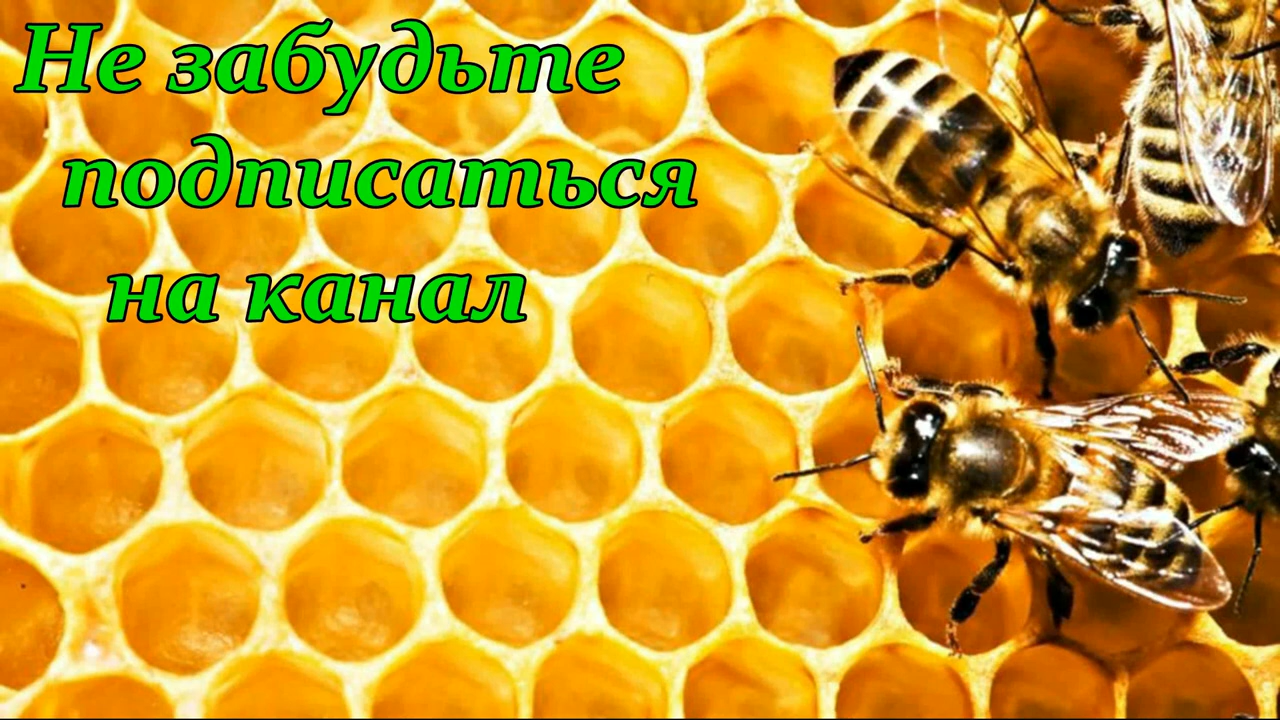 Не забудьте
подписаться
на канал